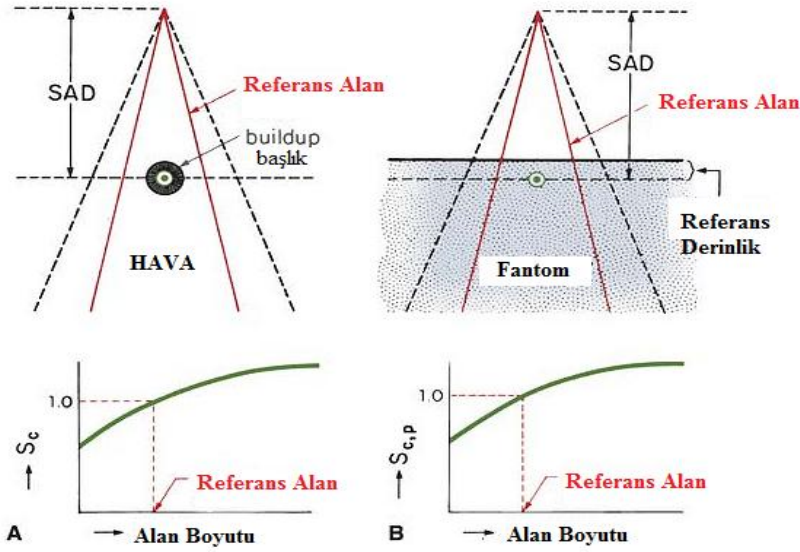 SAD
Referans Alan
buildup
başlık
HAVA
1.0
→ Sc
Referans Alan
A
→ Alan Boyutu
SAD
Referans Alan
Referans
Derinlik
Fantom
1.0
→ Sc,p
Referans Alan
B
→ Alan Boyutu